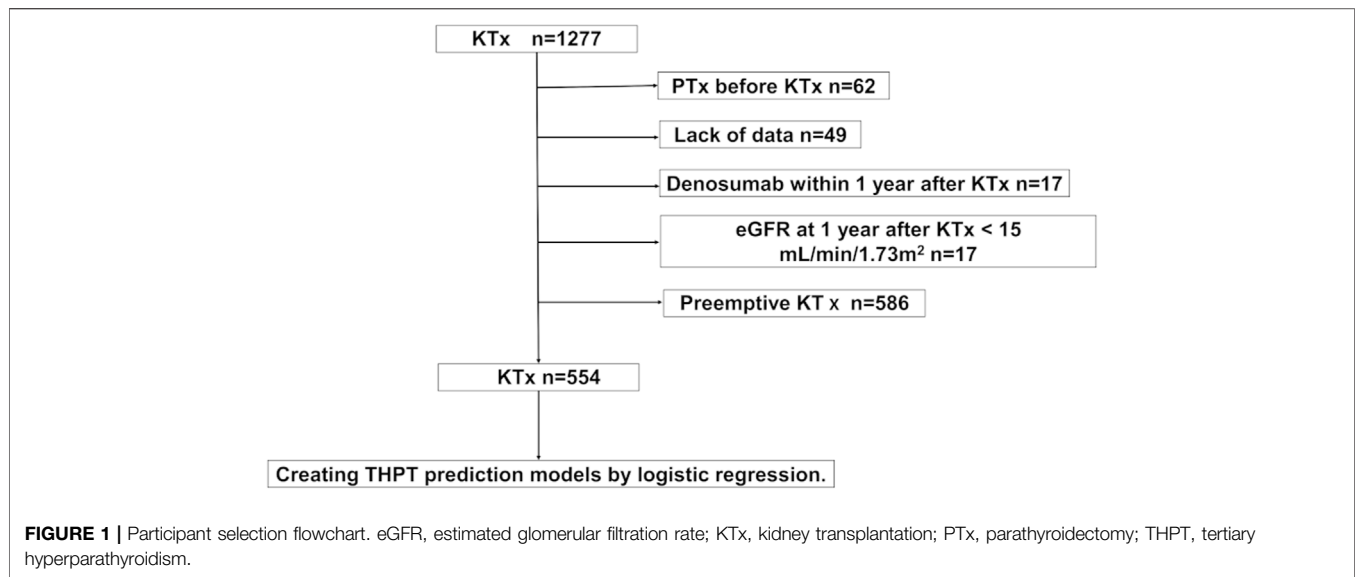 KTx n=1277
PTx before KTx n=62
Lack of data n=49
Denosumab within 1 year after KTx n=17
eGFR at 1 year after KTx < 15
mL/min/1.73m² n=17
Preemptive KT x n=586
KTx n=554
Creating THPT prediction models by logistic regression.
FIGURE 1 | Participant selection flowchart. eGFR, estimated glomerular filtration rate; KTx, kidney transplantation; PTx, parathyroidectomy; THPT, tertiary
hyperparathyroidism.